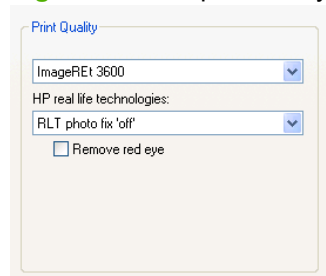 Print Quality
ImageREt 3600
HP real life technologies:
RLT photo fix 'off'
Remove red eye